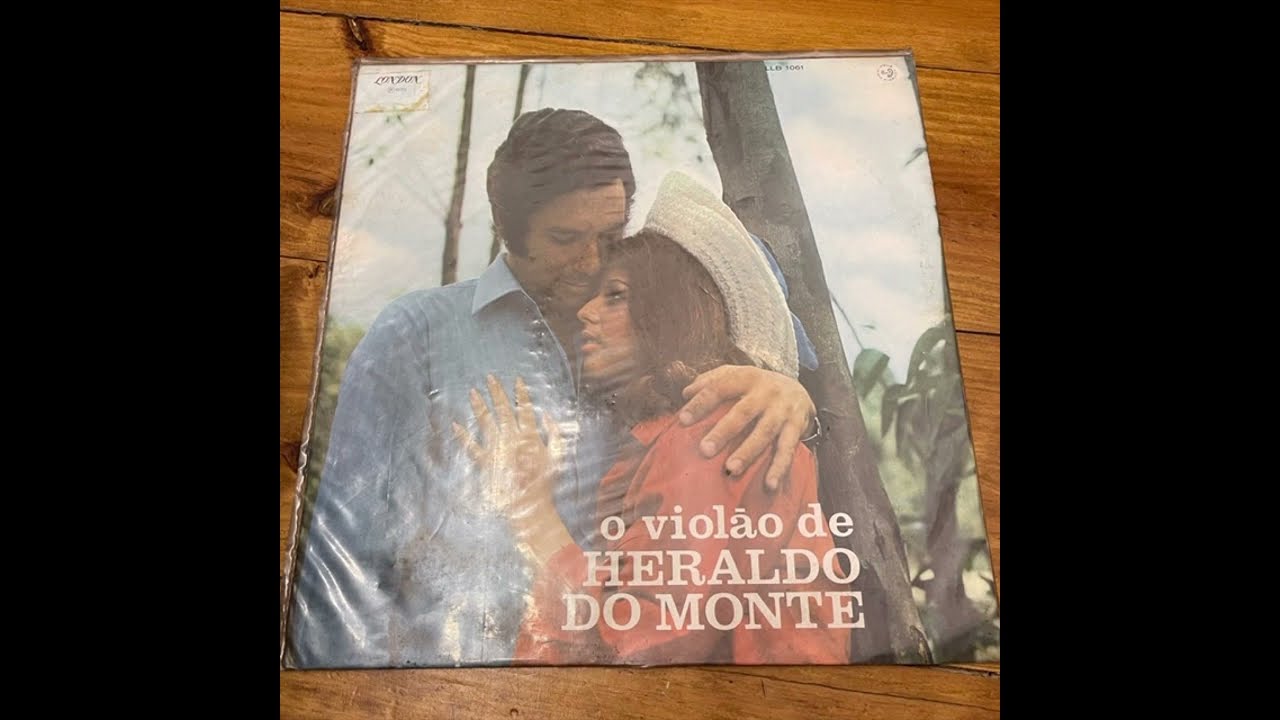 LONDON
LLB 1061
o violão de
HERALDO
DO MONTE